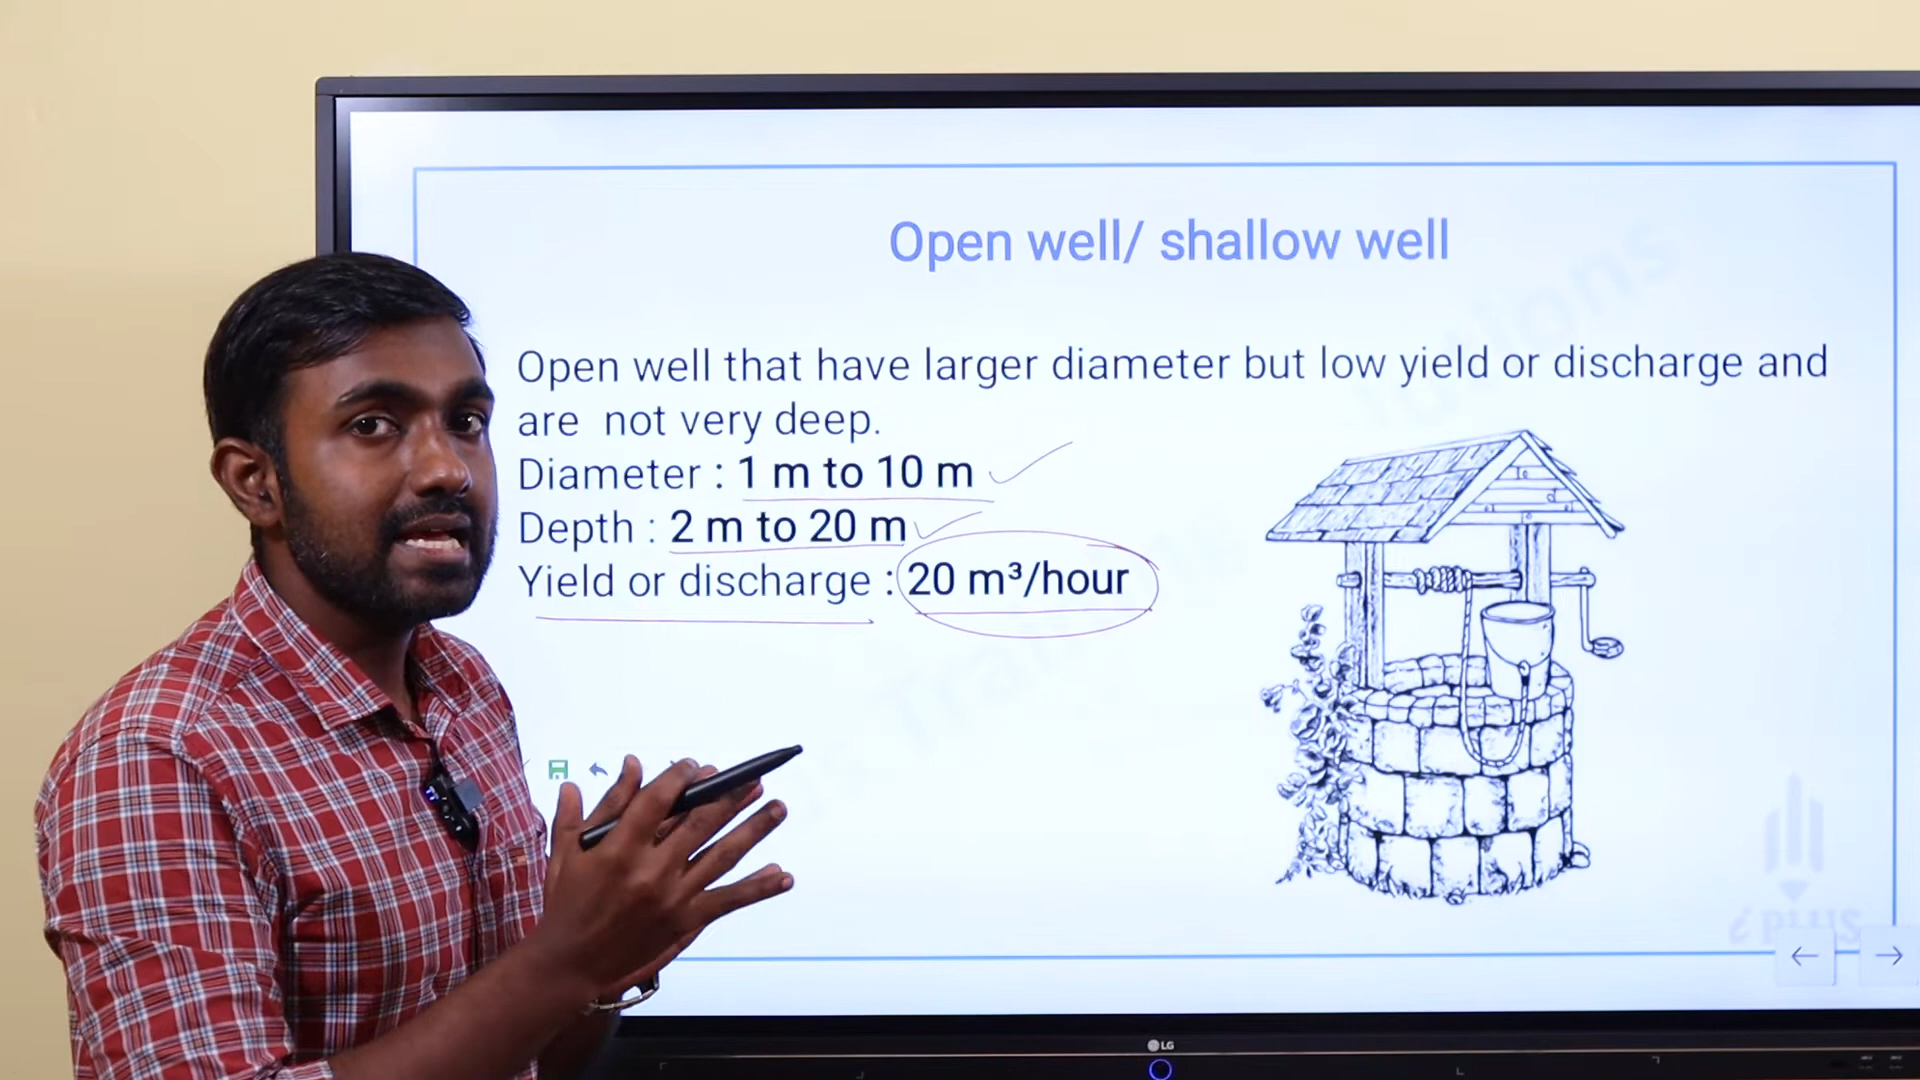 Open well/ shallow well
Open well that have larger diameter but low yield or discharge and
are not very deep.
Diameter : 1 m to 10 m
Depth : 2 m to 20 m
Yield or discharge : 20 m³/hour
i PLUS
LG